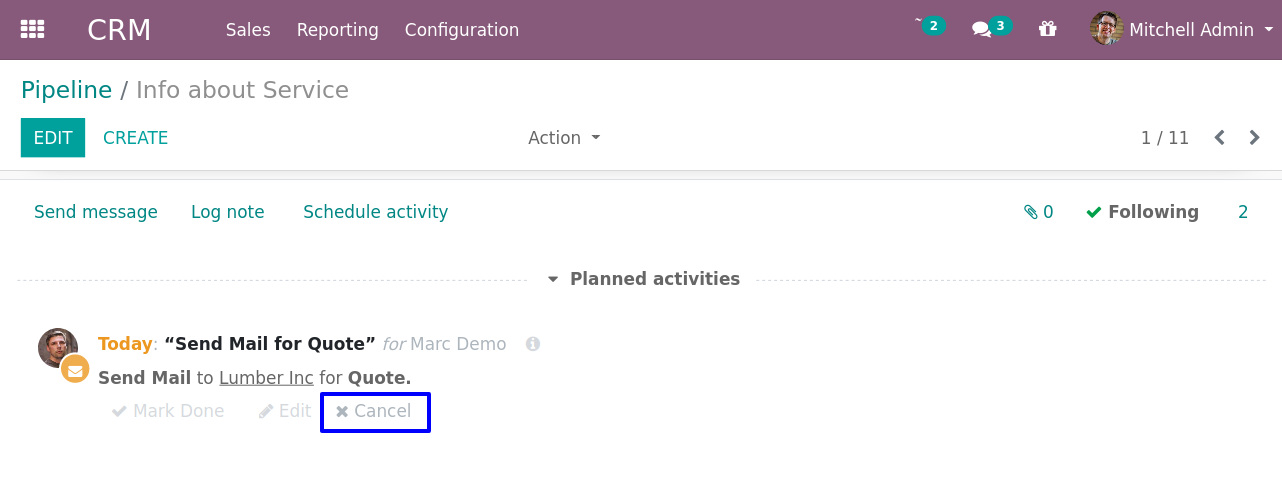 CRM Sales Reporting Configuration 2 3 Mitchell Admin
Pipeline / Info about Service
EDIT CREATE Action 1 / 11
Send message Log note Schedule activity 0 Following 2
Planned activities
Today: “Send Mail for Quote” for Marc Demo
Send Mail to Lumber Inc for Quote.
Mark Done Edit Cancel